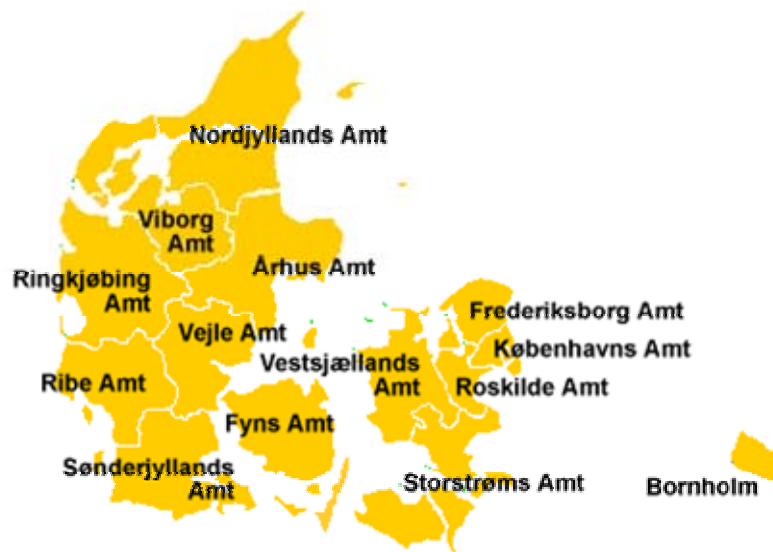 Nordjyllands Amt
Viborg
Amt
Århus Amt
Ringkjøbing
Amt
Frederiksborg Amt
Vejle Amt
Københavns Amt
Vestsjællands
Amt
Ribe Amt
Roskilde Amt
Fyns Amt
Sønderjyllands
Amt
Storstrøms Amt
Bornholm